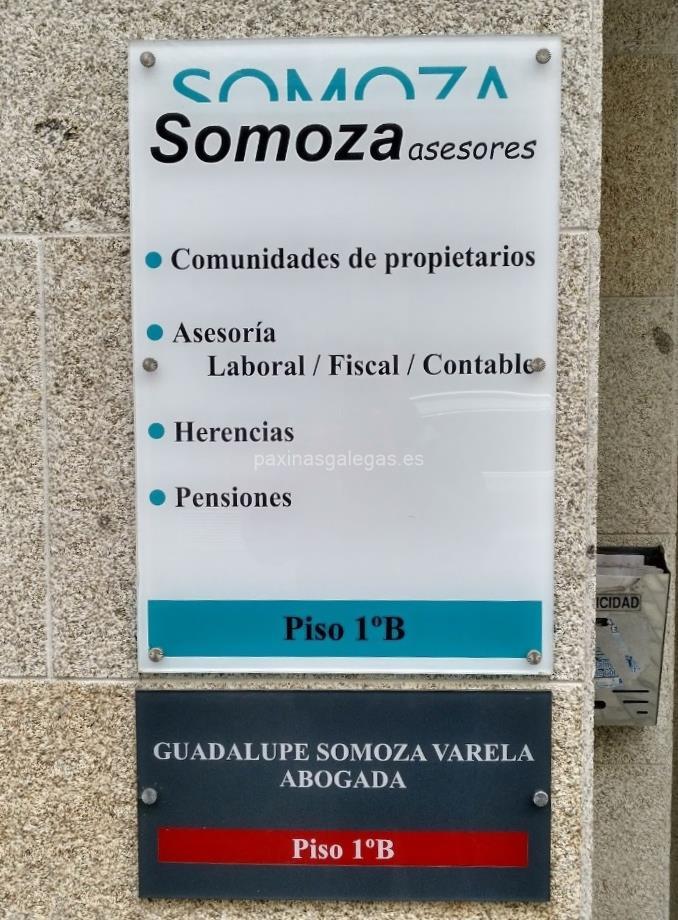 SOMOZA
Somoza asesores
Comunidades de propietarios
Asesoría
Laboral / Fiscal / Contable
Herencias
paxinasgalegas.es
Pensiones
Piso 1ºB
ICIDAD
GUADALUPE SOMOZA VARELA
ABOGADA
Piso 1ºB